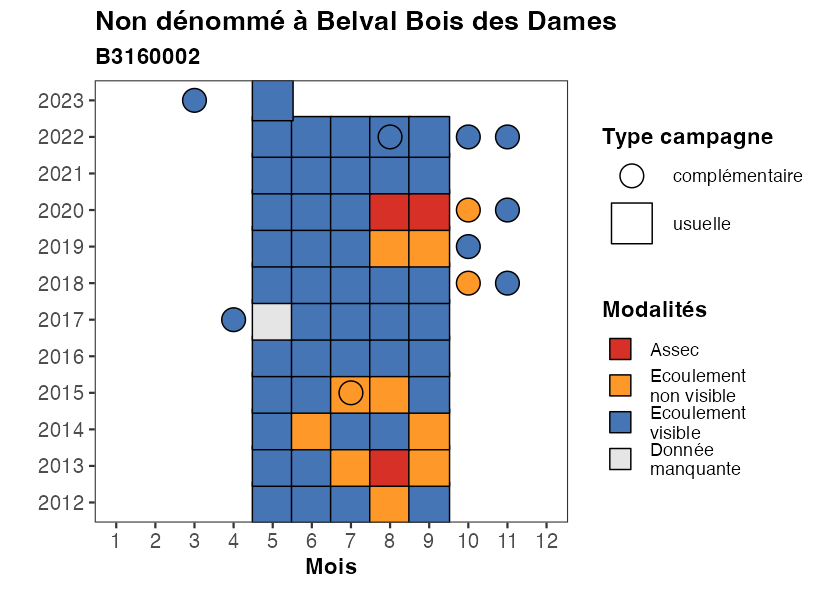 Non dénommé à Belval Bois des Dames
B3160002
2023
2022
2021
2020
2019
2018
2017
2016
2015
2014
2013
2012
1 2 3 4 5 6 7 8 9 10 11 12
Mois
Type campagne
complémentaire
usuelle
Modalités
Assec
Ecoulement
non visible
Ecoulement
visible
Donnée
manquante